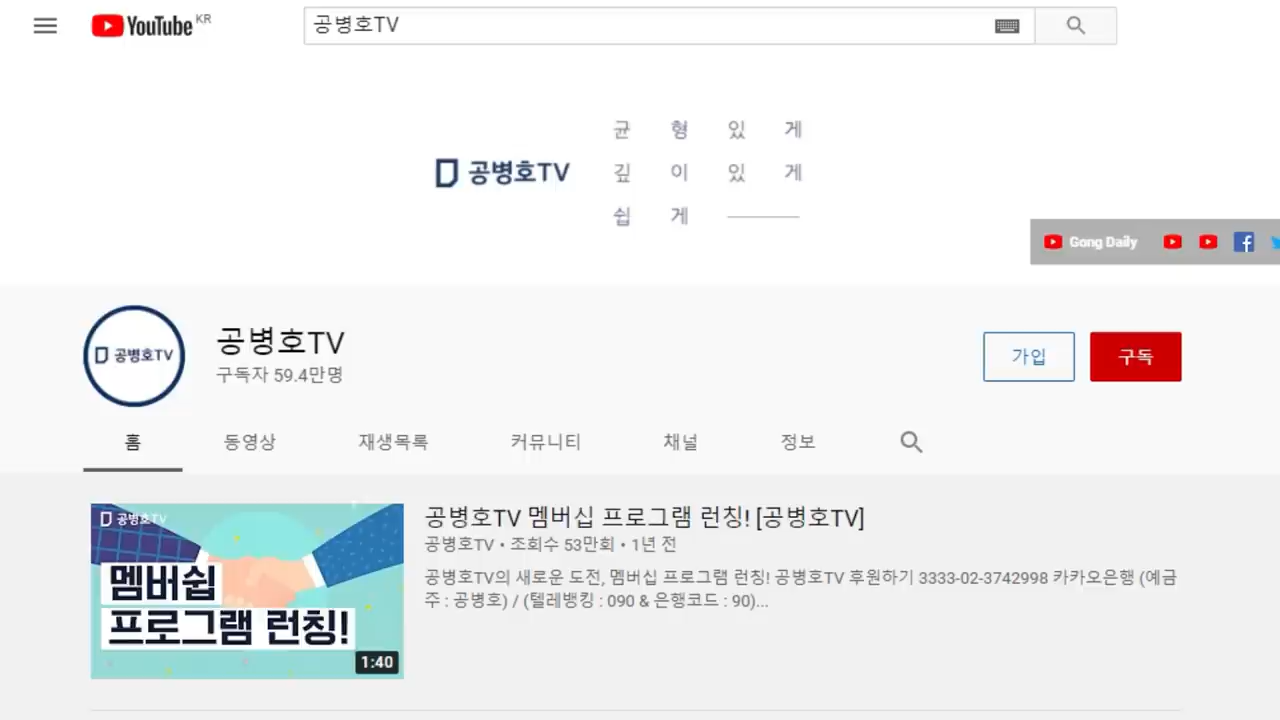 YouTube KR
공병호TV
균형있게
공병호TV
깊이있게
쉽게
Gong Daily
공병호TV
공병호TV
구독자 59.4만명
가입
구독
홈
동영상
재생목록
커뮤니티
채널
정보
공병호TV
멤버쉽
프로그램 런칭!
1:40
공병호TV 멤버십 프로그램 런칭! [공병호TV]
공병호TV • 조회수 53만회 • 1년 전
공병호TV의 새로운 도전, 멤버십 프로그램 런칭! 공병호TV 후원하기 3333-02-3742998 카카오은행 (예금
주 : 공병호) / (텔레뱅킹 : 090 & 은행코드 : 90)...